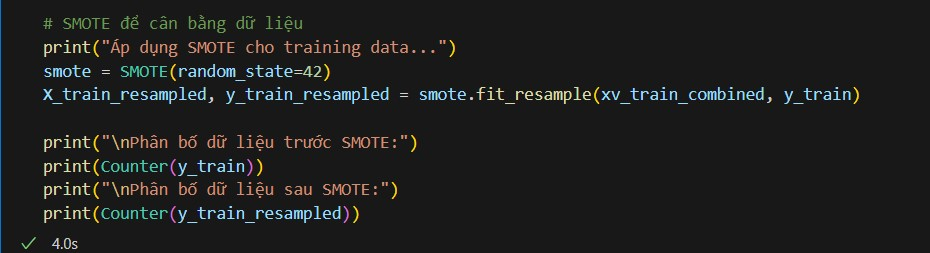 # SMOTE để cân bằng dữ liệu
print("Áp dụng SMOTE cho training data...")
smote = SMOTE(random_state=42)
X_train_resampled, y_train_resampled = smote.fit_resample(xv_train_combined, y_train)
print("\nPhân bố dữ liệu trước SMOTE:")
print(Counter(y_train))
print("\nPhân bố dữ liệu sau SMOTE:")
print(Counter(y_train_resampled))
4.0s